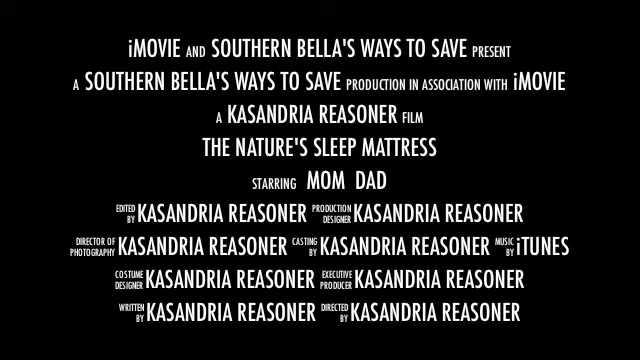 iMOVIE AND SOUTHERN BELLA'S WAYS TO SAVE PRESENT
A SOUTHERN BELLA'S WAYS TO SAVE PRODUCTION IN ASSOCIATION WITH iMOVIE
A KASANDRIA REASONER FILM
THE NATURE'S SLEEP MATTRESS
STARRING MOM DAD
EDITED BY KASANDRIA REASONER PRODUCTION DESIGNER KASANDRIA REASONER
DIRECTOR OF PHOTOGRAPHY KASANDRIA REASONER CASTING BY KASANDRIA REASONER MUSIC BY iTUNES
COSTUME DESIGNER KASANDRIA REASONER EXECUTIVE PRODUCER KASANDRIA REASONER
WRITTEN BY KASANDRIA REASONER DIRECTED BY KASANDRIA REASONER